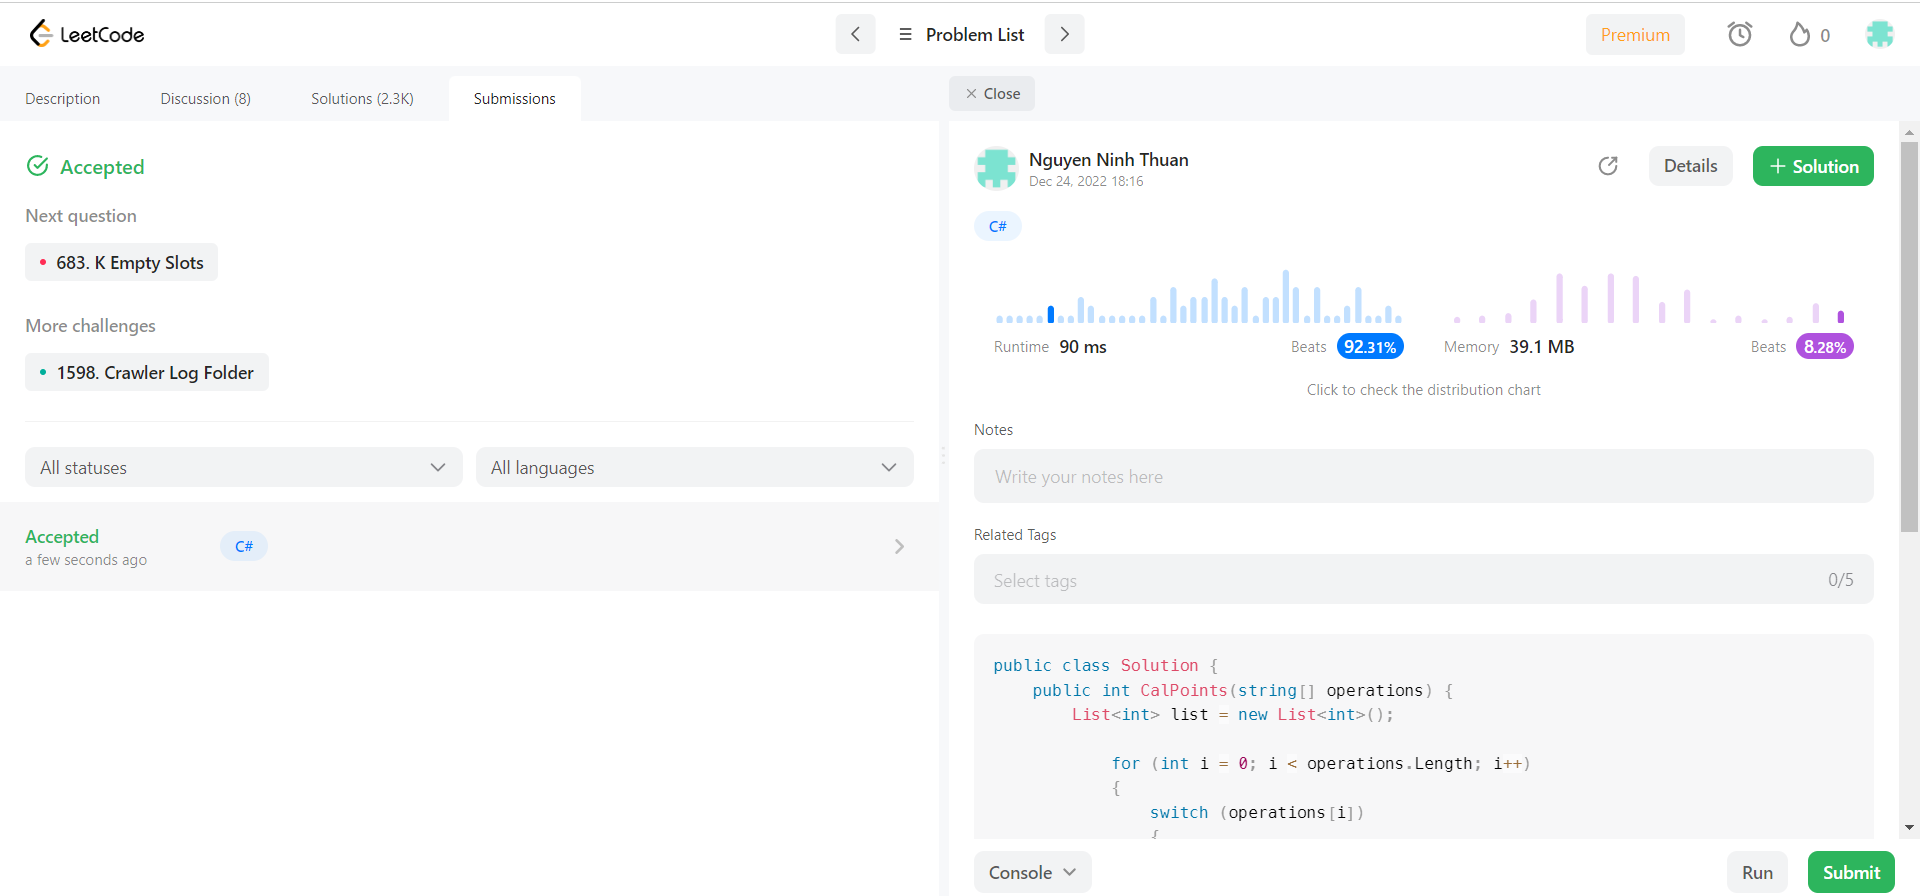 LeetCode
Problem List
Premium
0
Description
Discussion (8)
Solutions (2.3K)
Submissions
Close
Accepted
Next question
683. K Empty Slots
More challenges
1598. Crawler Log Folder
All statuses
All languages
Accepted
a few seconds ago
C#
Nguyen Ninh Thuan
Dec 24, 2022 18:16
Details
Solution
C#
Runtime 90 ms
Beats 92.31%
Memory 39.1 MB
Beats 8.28%
Click to check the distribution chart
Notes
Write your notes here
Related Tags
Select tags
0/5
public class Solution {
    public int CalPoints(string[] operations) {
        List<int> list = new List<int>();
            for (int i = 0; i < operations.Length; i++)
            {
                switch (operations[i])
                {
Console
Run
Submit